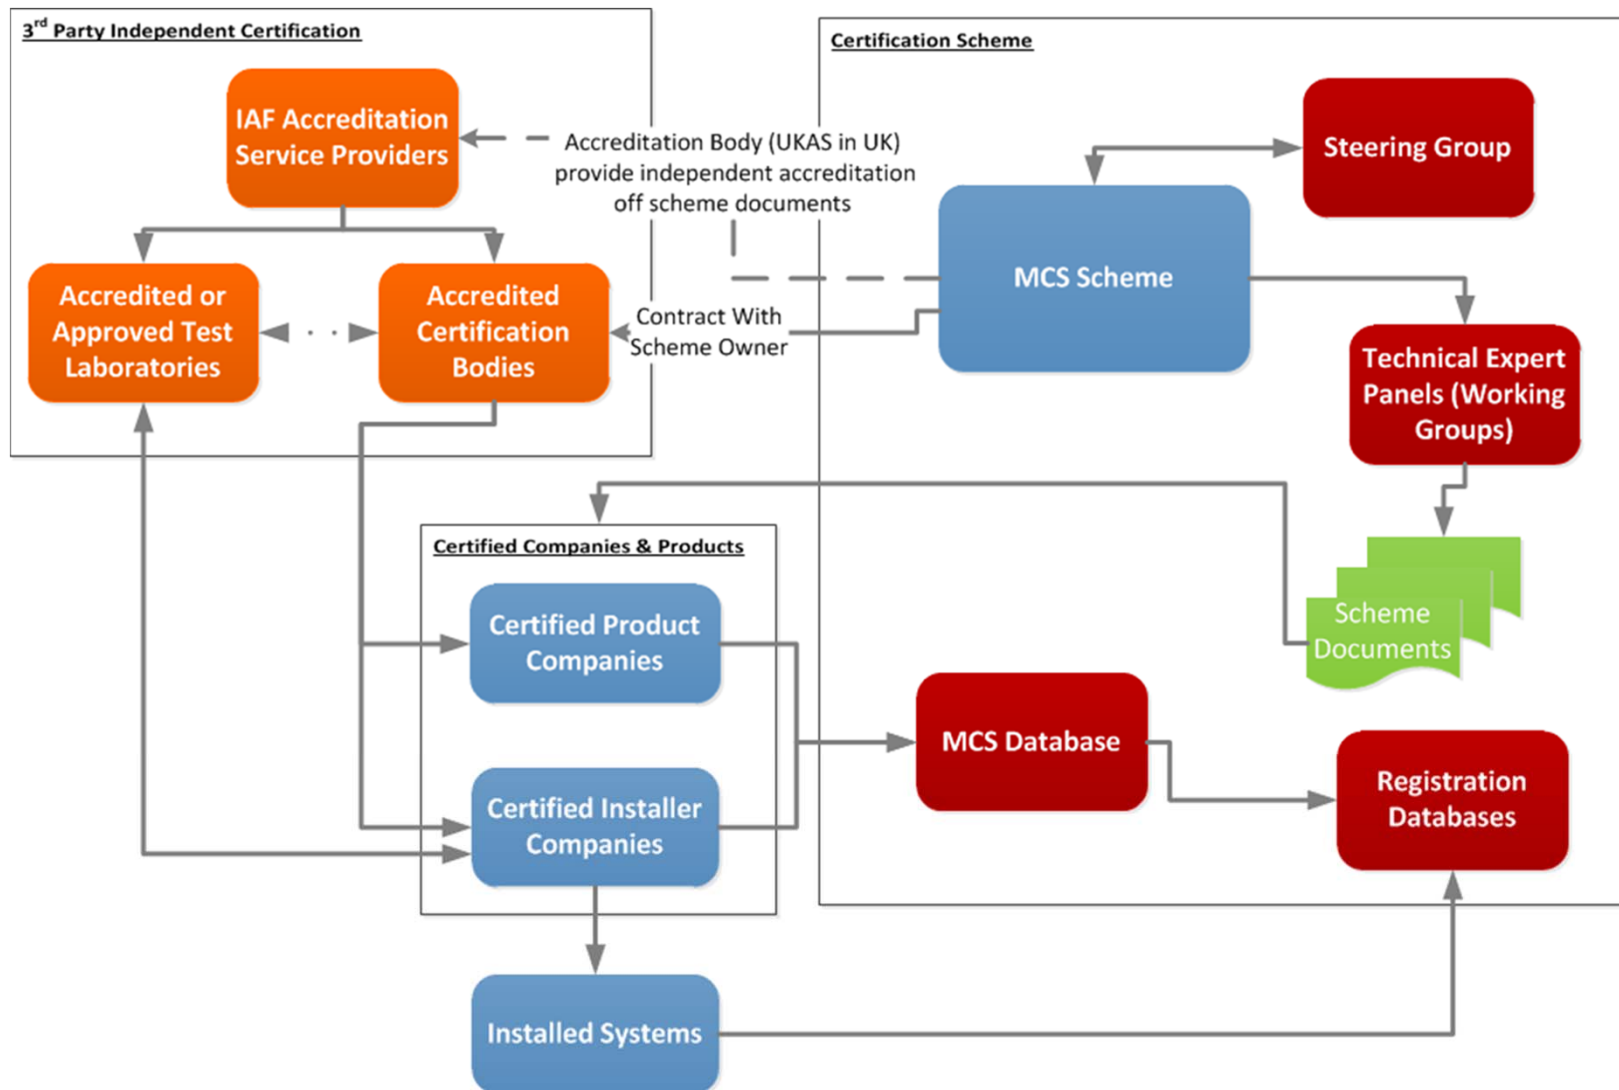 3rd Party Independent Certification
IAF Accreditation
Service Providers
Accredited or
Approved Test
Laboratories
Accredited
Certification
Bodies
Accreditation Body (UKAS in UK)
provide independent accreditation
off scheme documents
Contract With
Scheme Owner
Certification Scheme
Steering Group
MCS Scheme
Technical Expert
Panels (Working
Groups)
Scheme
Documents
Certified Companies & Products
Certified Product
Companies
Certified Installer
Companies
MCS Database
Registration
Databases
Installed Systems